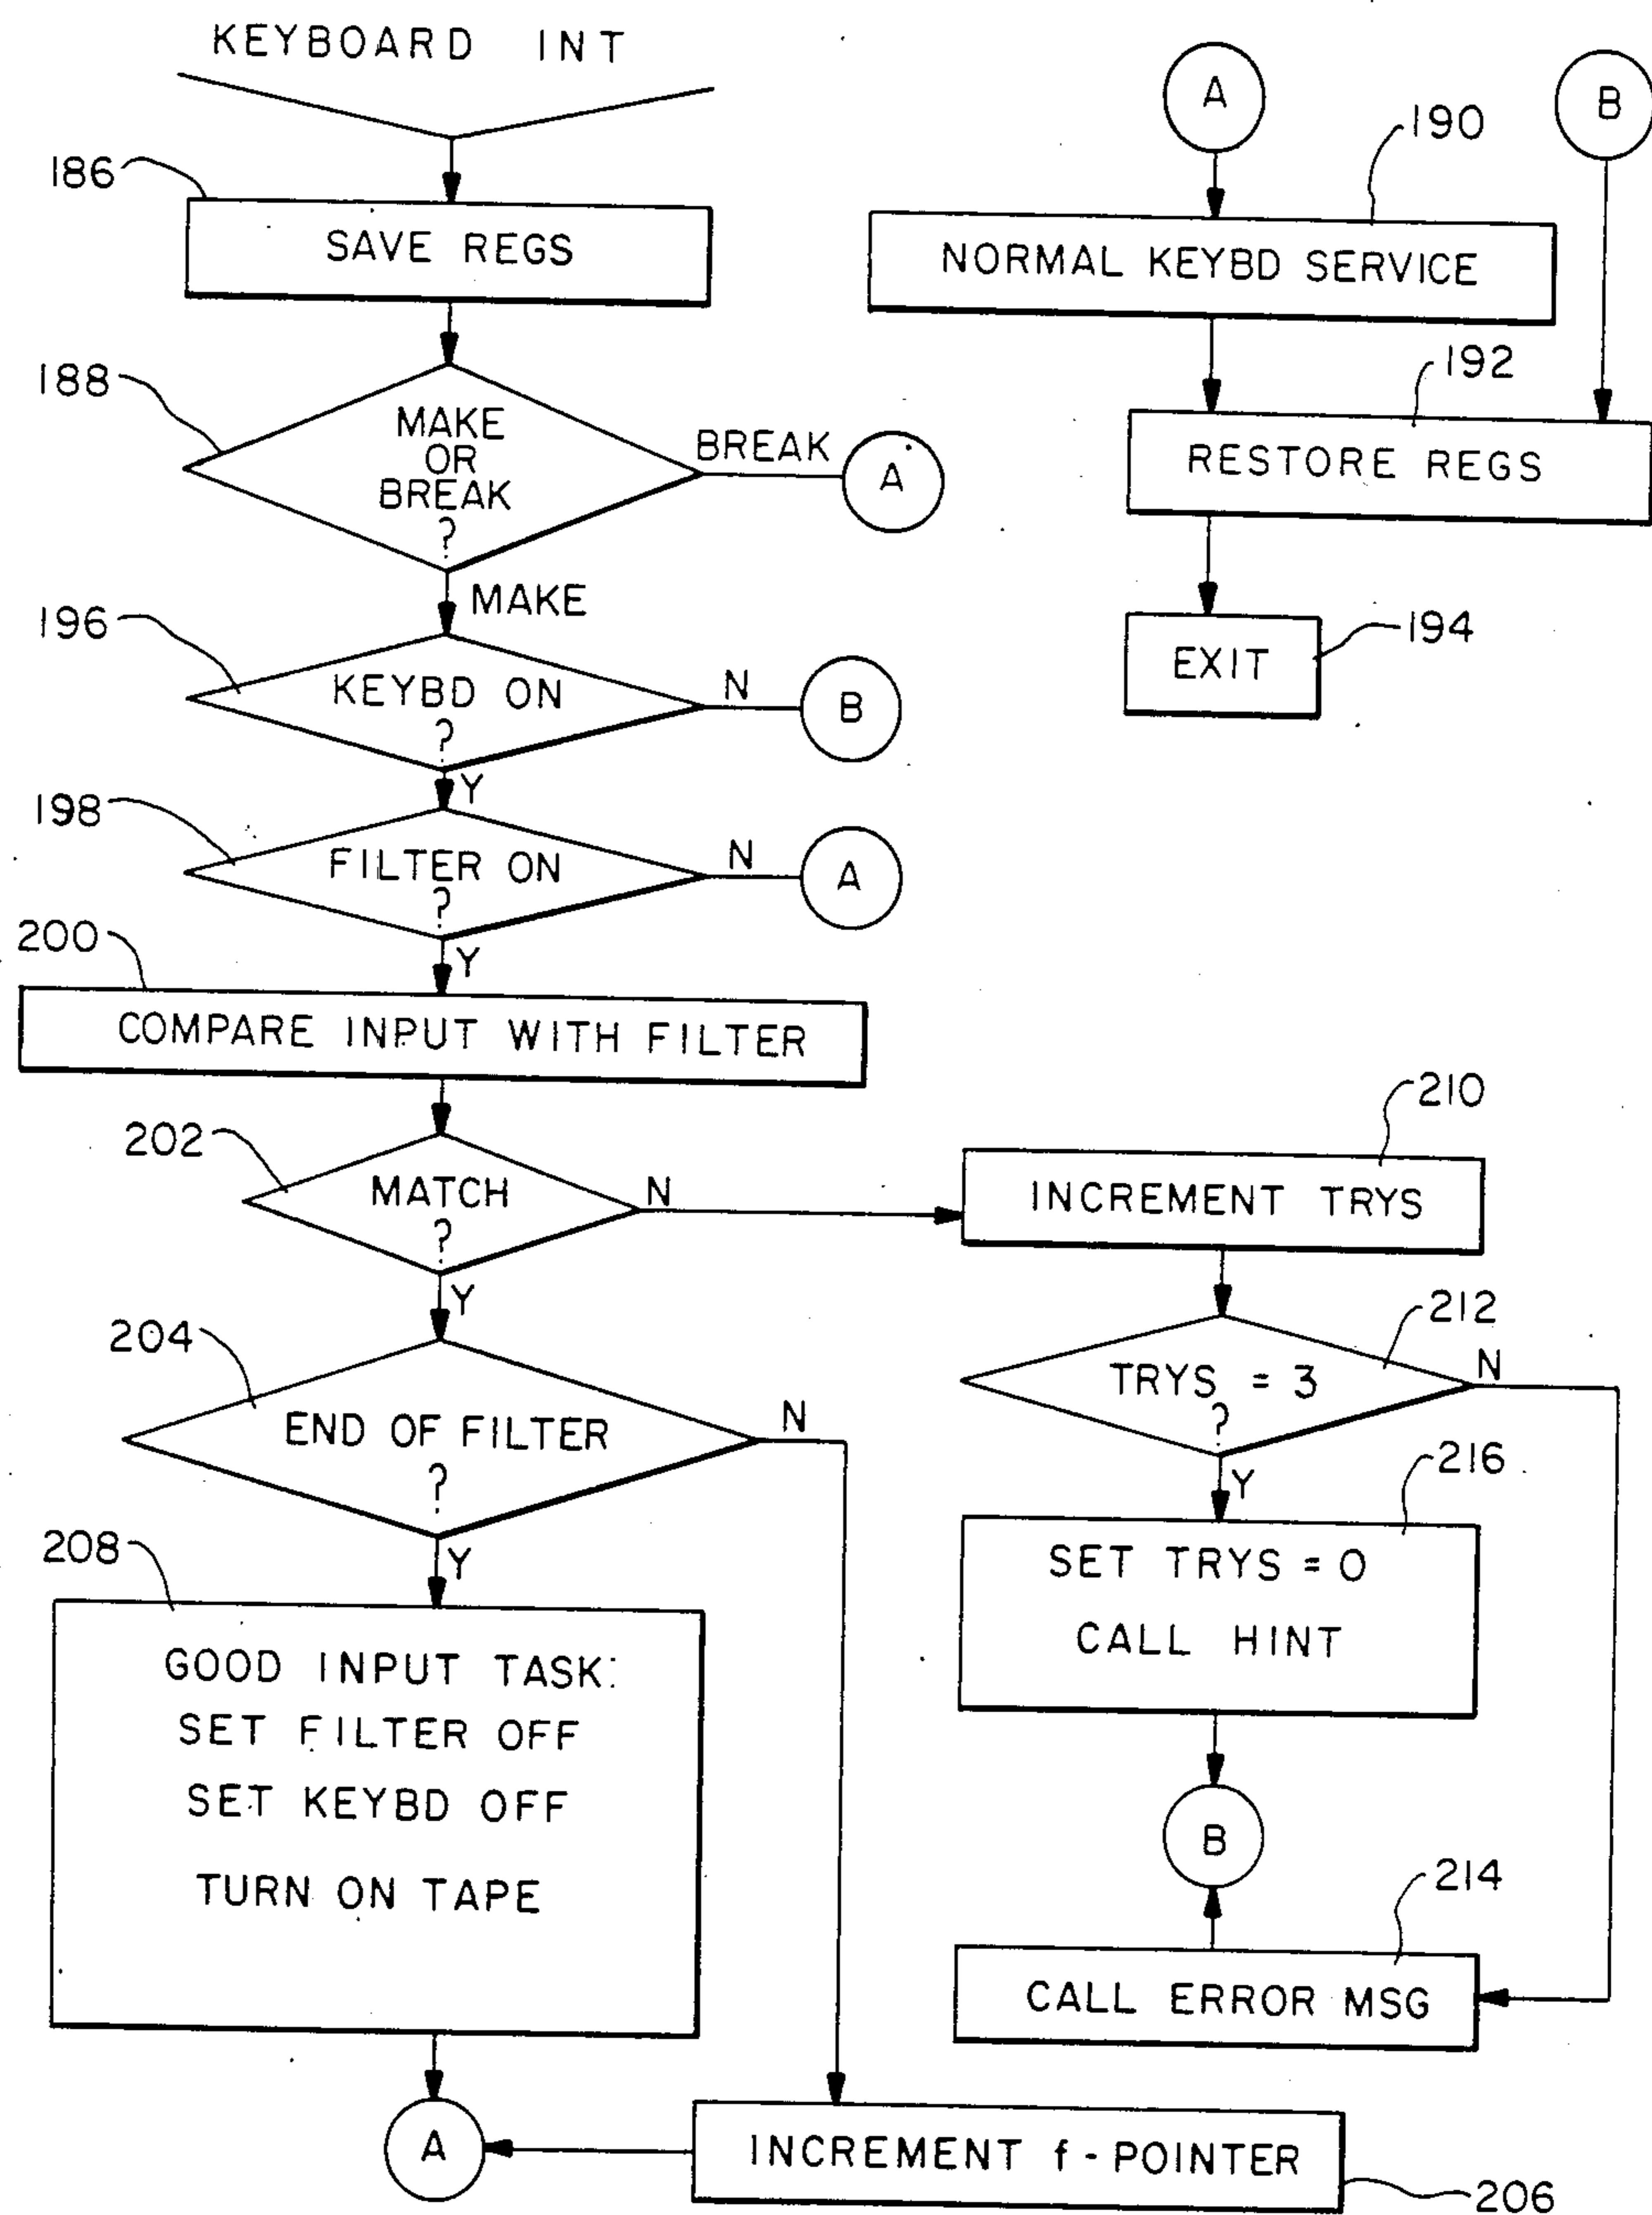 KEYBOARD INT
186
SAVE REGS
188
MAKE
OR
BREAK
?
BREAK
A
MAKE
196
KEYBD ON
?
N
B
Y
198
FILTER ON
?
N
A
Y
200
COMPARE INPUT WITH FILTER
202
MATCH
?
N
Y
204
END OF FILTER
?
N
Y
208
GOOD INPUT TASK:
SET FILTER OFF
SET KEYBD OFF
TURN ON TAPE
A
INCREMENT f-POINTER
206
A
190
NORMAL KEYBD SERVICE
B
192
RESTORE REGS
EXIT
194
210
INCREMENT TRYS
212
TRYS = 3
?
N
Y
216
SET TRYS = 0
CALL HINT
B
214
CALL ERROR MSG